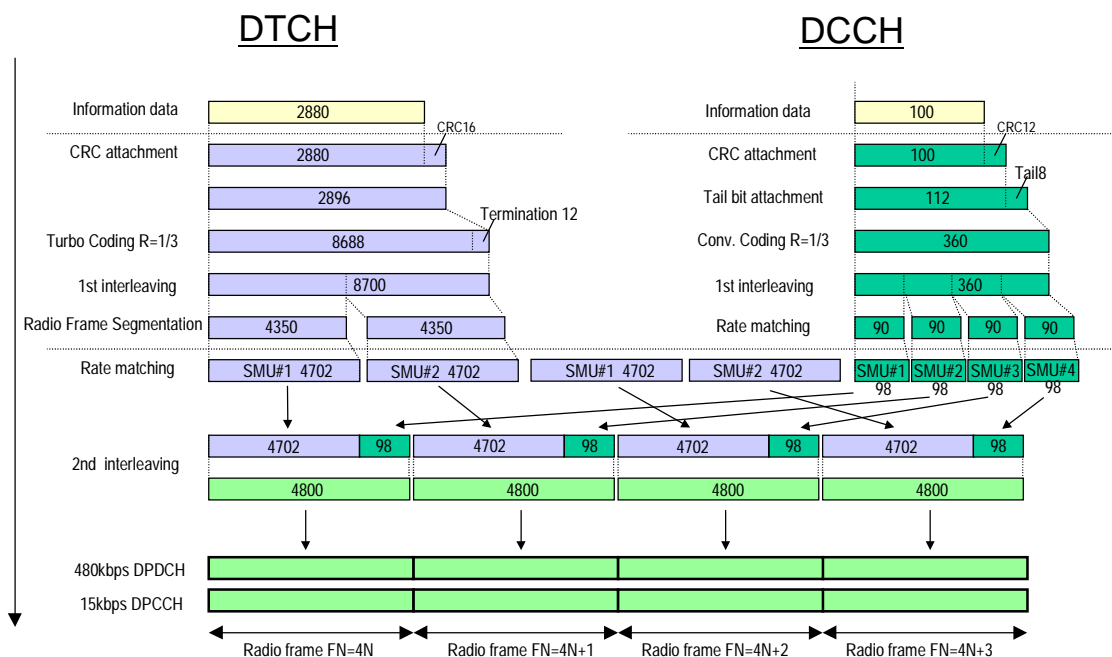 DTCH DCCH
Information data 2880 Information data 100
CRC16 CRC12
CRC attachment 2880 CRC attachment 100
Tail8
2896 Tail bit attachment 112
Termination 12
Turbo Coding R=1/3 8688 Conv. Coding R=1/3 360
1st interleaving 8700 1st interleaving 360
Radio Frame Segmentation 4350 4350 Rate matching 90 90 90 90
Rate matching SMU#1 4702 SMU#2 4702 SMU#1 4702 SMU#2 4702 SMU#1 SMU#2 SMU#3 SMU#4
98 98 98 98
4702 98 4702 98 4702 98 4702 98
2nd interleaving
4800 4800 4800 4800
480kbps DPDCH
15kbps DPCCH
Radio frame FN=4N Radio frame FN=4N+1 Radio frame FN=4N+2 Radio frame FN=4N+3